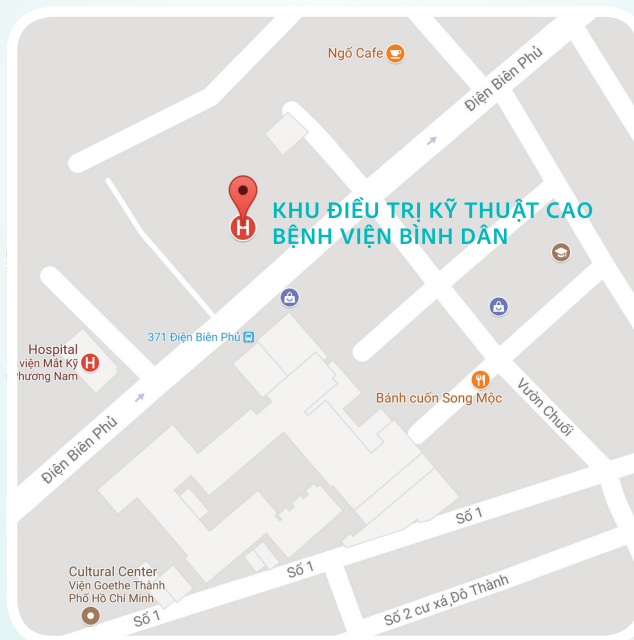 Ngố Cafe
Điện Biên Phủ
KHU ĐIỀU TRỊ KỸ THUẬT CAO
BỆNH VIỆN BÌNH DÂN
371 Điện Biên Phủ
Hospital
viện Mắt Kỹ
Phương Nam
Bánh cuốn Song Mộc
Vườn Chuối
Điện Biên Phủ
Số 1
Số 1
Cultural Center
Viện Goethe Thành
Phố Hồ Chí Minh
Số 1
Số 2 cư xá Đô Thành